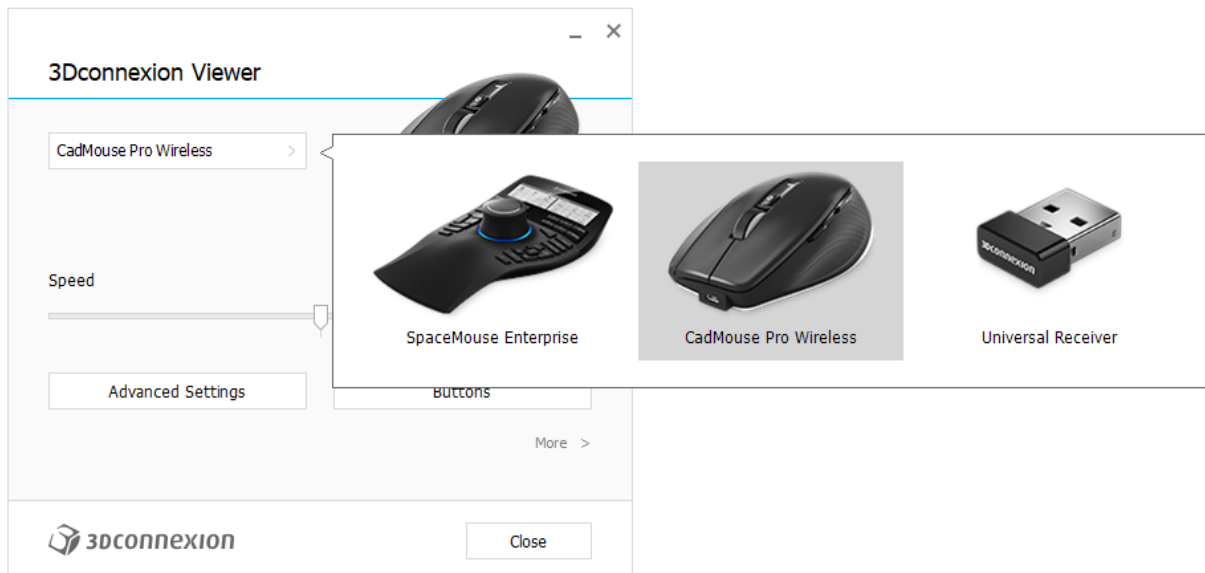 3Dconnexion Viewer
CadMouse Pro Wireless
Speed
SpaceMouse Enterprise
CadMouse Pro Wireless
3Dconnexion
Universal Receiver
Advanced Settings
Buttons
More >
3Dconnexion
Close